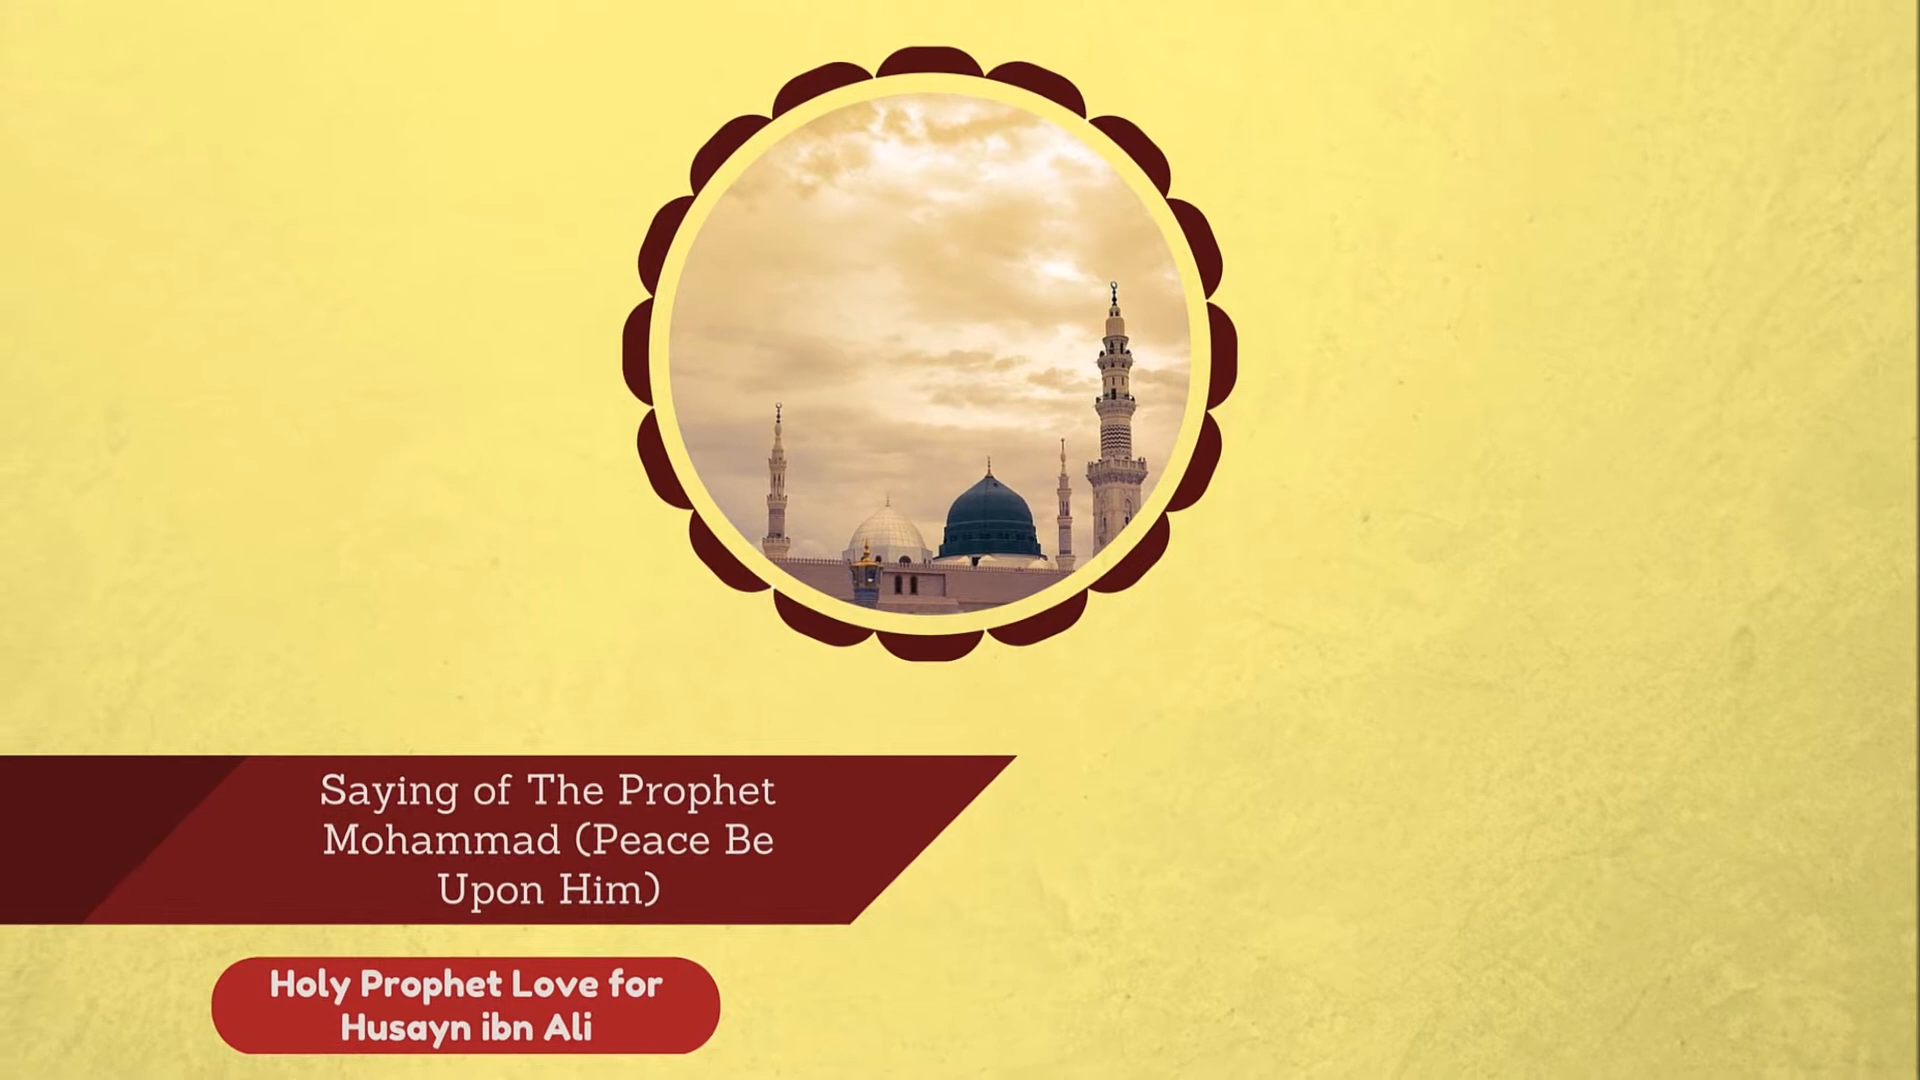 Saying of The Prophet
Mohammad (Peace Be
Upon Him)
Holy Prophet Love for
Husayn ibn Ali